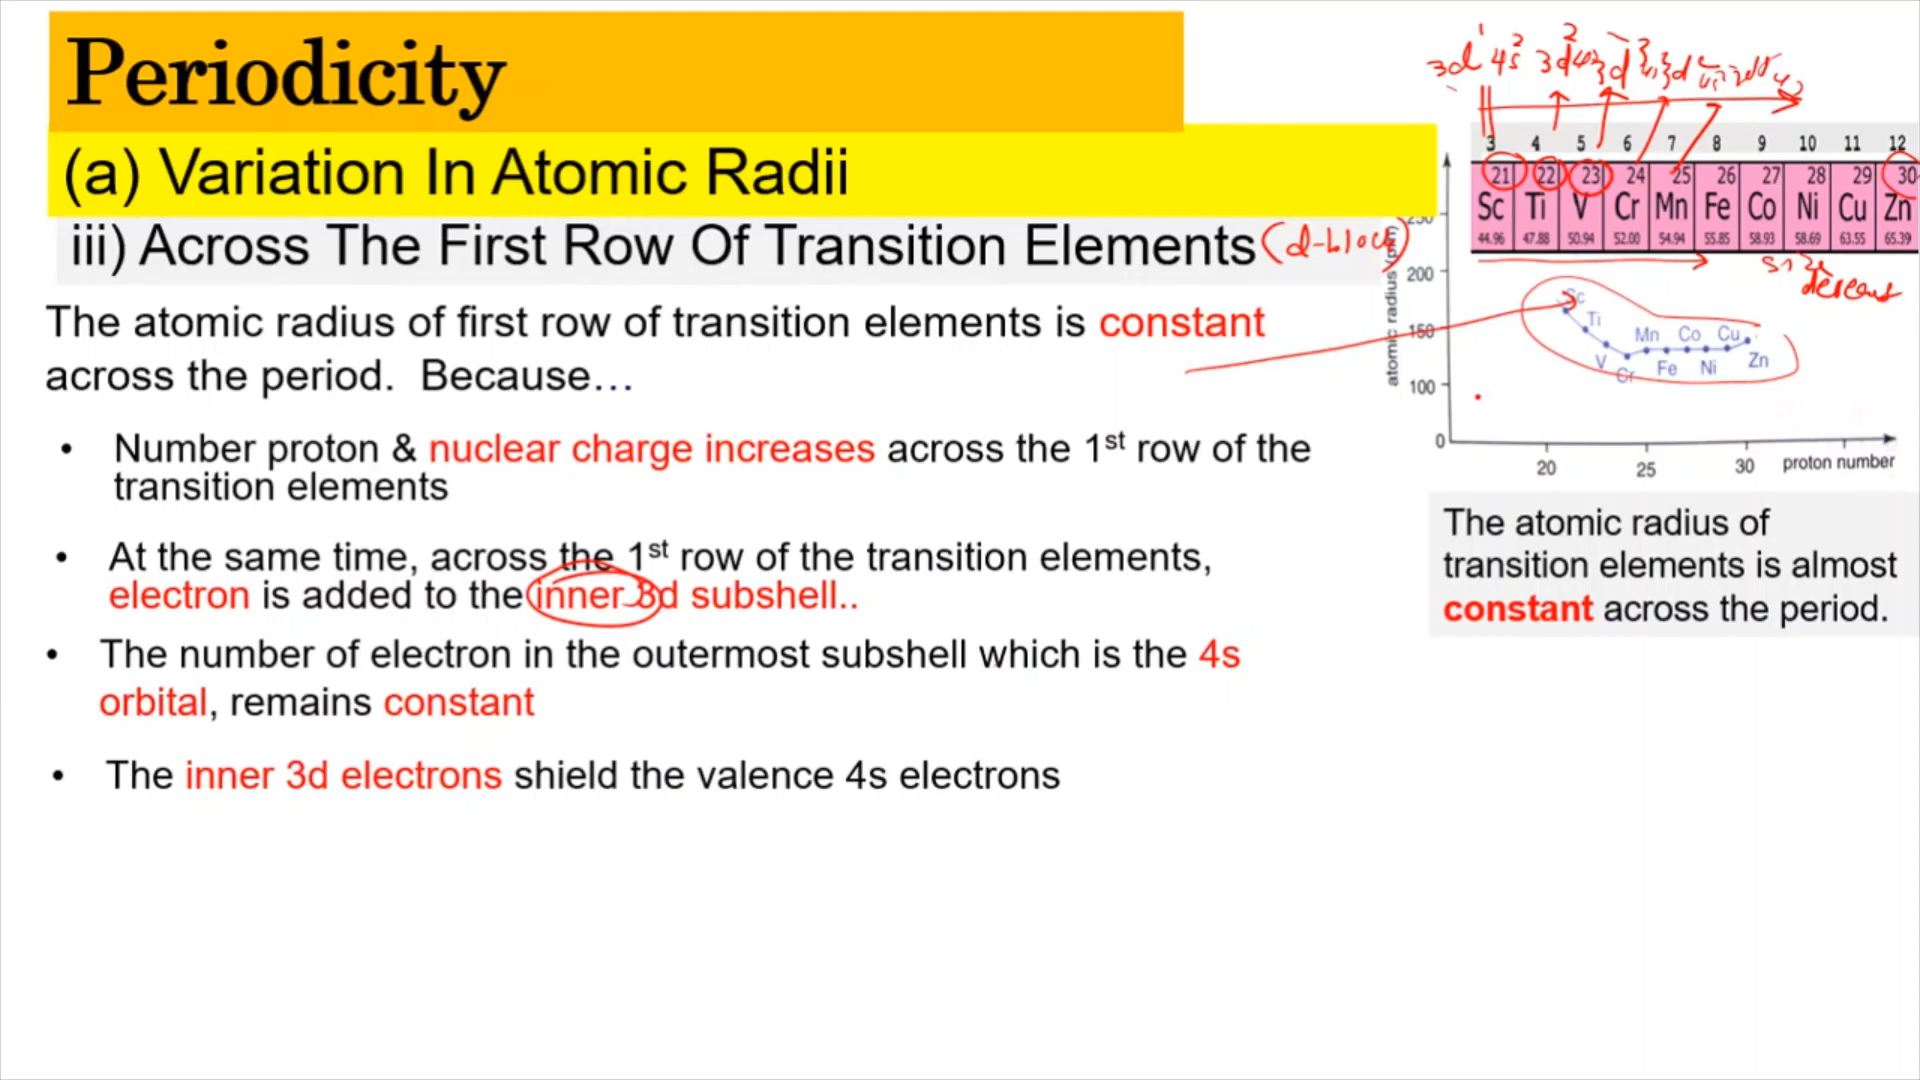 Periodicity
(a) Variation In Atomic Radii
iii) Across The First Row Of Transition Elements (d-block)
The atomic radius of first row of transition elements is constant
across the period. Because...
• Number proton & nuclear charge increases across the 1st row of the
transition elements
• At the same time, across the 1st row of the transition elements,
electron is added to the inner 3d subshell..
• The number of electron in the outermost subshell which is the 4s
orbital, remains constant
• The inner 3d electrons shield the valence 4s electrons
3d1 4s2 3d2
3 4 5 6 7 8 9 10 11 12
21 22 23 24 25 26 27 28 29 30
Sc Ti V Cr Mn Fe Co Ni Cu Zn
44.96 47.88 50.94 52.00 54.94 55.85 58.93 58.69 63.55 65.39
size
atomic radius (pm)
250
200
150
100
0
Sc
Ti
V
Cr
Mn
Fe
Co
Ni
Cu
Zn
20 25 30 proton number
The atomic radius of
transition elements is almost
constant across the period.